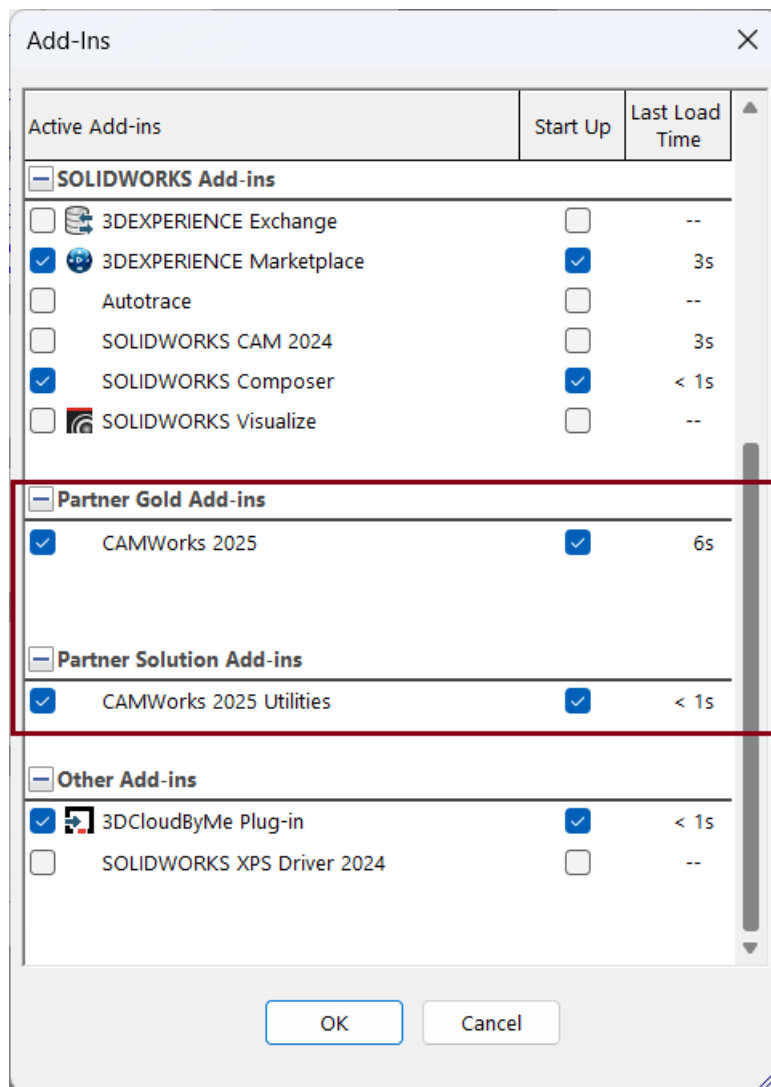 Add-Ins
Active Add-ins Start Up Last Load Time
SOLIDWORKS Add-ins
3DEXPERIENCE Exchange --
3DEXPERIENCE Marketplace 3s
Autotrace --
SOLIDWORKS CAM 2024 3s
SOLIDWORKS Composer < 1s
SOLIDWORKS Visualize --
Partner Gold Add-ins
CAMWorks 2025 6s
Partner Solution Add-ins
CAMWorks 2025 Utilities < 1s
Other Add-ins
3DCloudByMe Plug-in < 1s
SOLIDWORKS XPS Driver 2024 --
OK Cancel